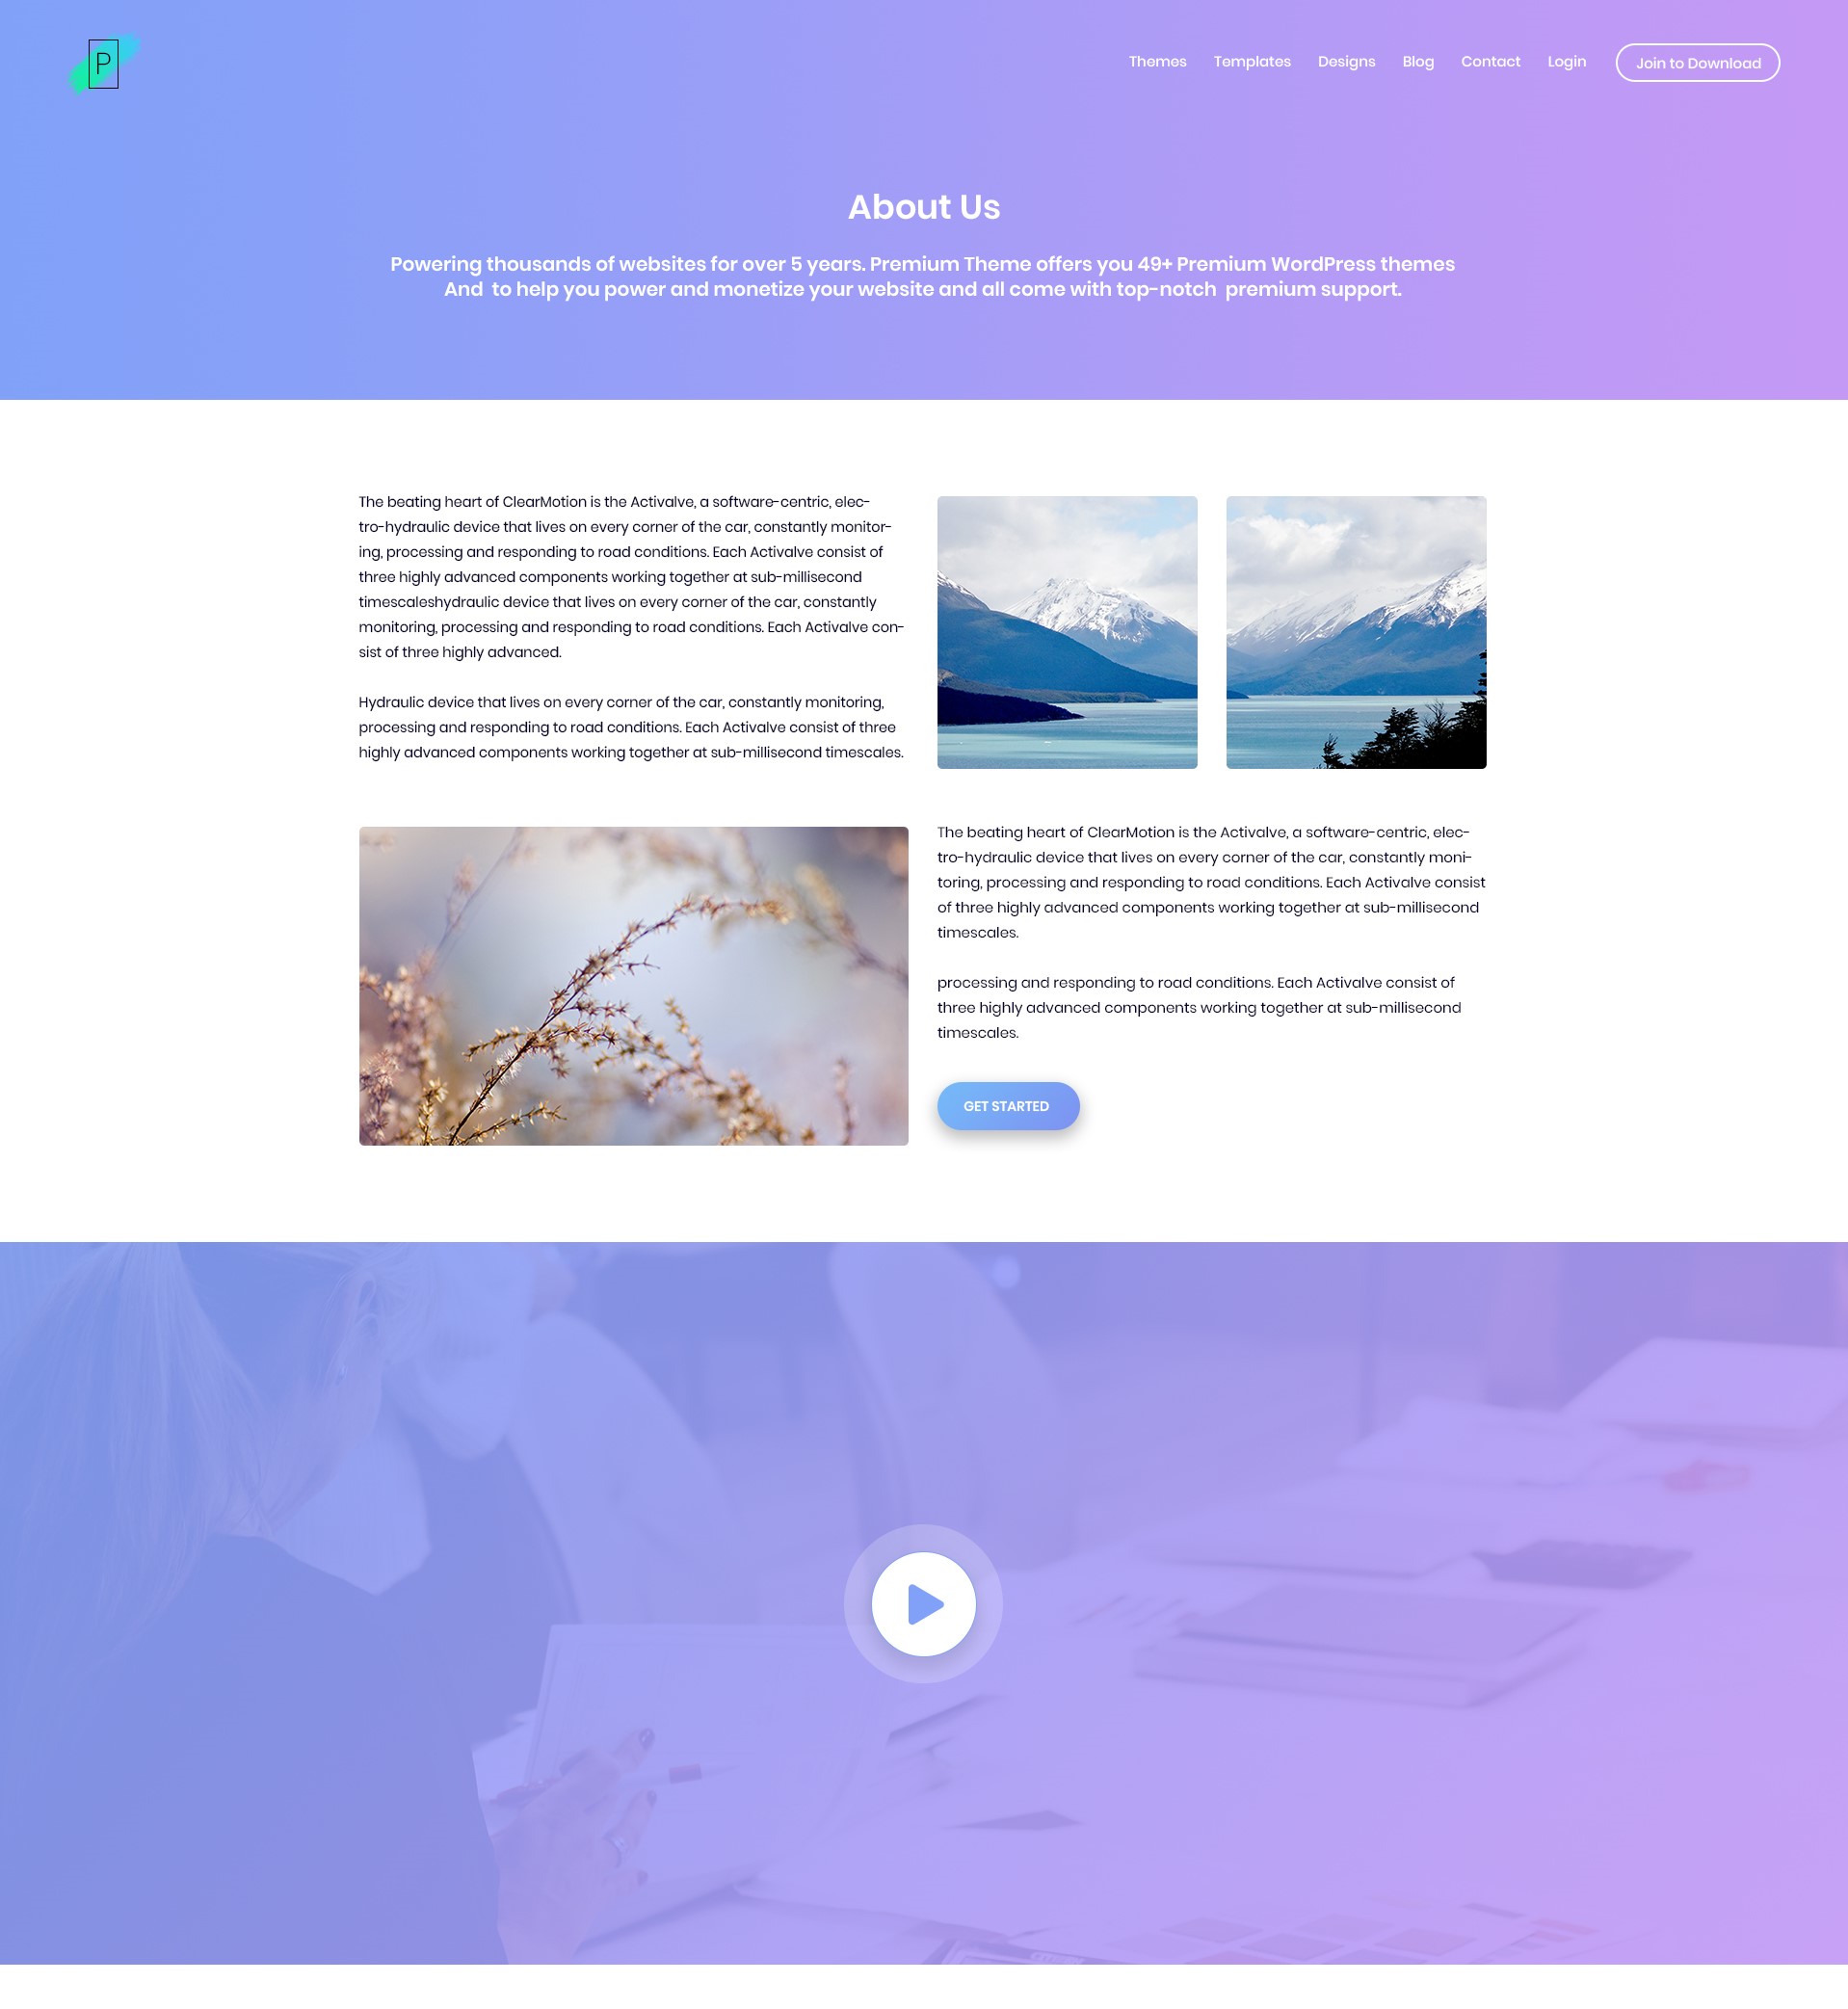 P
Themes Templates Designs Blog Contact Login Join to Download
About Us
Powering thousands of websites for over 5 years. Premium Theme offers you 49+ Premium WordPress themes
And to help you power and monetize your website and all come with top-notch premium support.
The beating heart of ClearMotion is the Activalve, a software-centric, elec-
tro-hydraulic device that lives on every corner of the car, constantly monitor-
ing, processing and responding to road conditions. Each Activalve consist of
three highly advanced components working together at sub-millisecond
timescaleshydraulic device that lives on every corner of the car, constantly
monitoring, processing and responding to road conditions. Each Activalve con-
sist of three highly advanced.
Hydraulic device that lives on every corner of the car, constantly monitoring,
processing and responding to road conditions. Each Activalve consist of three
highly advanced components working together at sub-millisecond timescales.
The beating heart of ClearMotion is the Activalve, a software-centric, elec-
tro-hydraulic device that lives on every corner of the car, constantly moni-
toring, processing and responding to road conditions. Each Activalve consist
of three highly advanced components working together at sub-millisecond
timescales.
processing and responding to road conditions. Each Activalve consist of
three highly advanced components working together at sub-millisecond
timescales.
GET STARTED